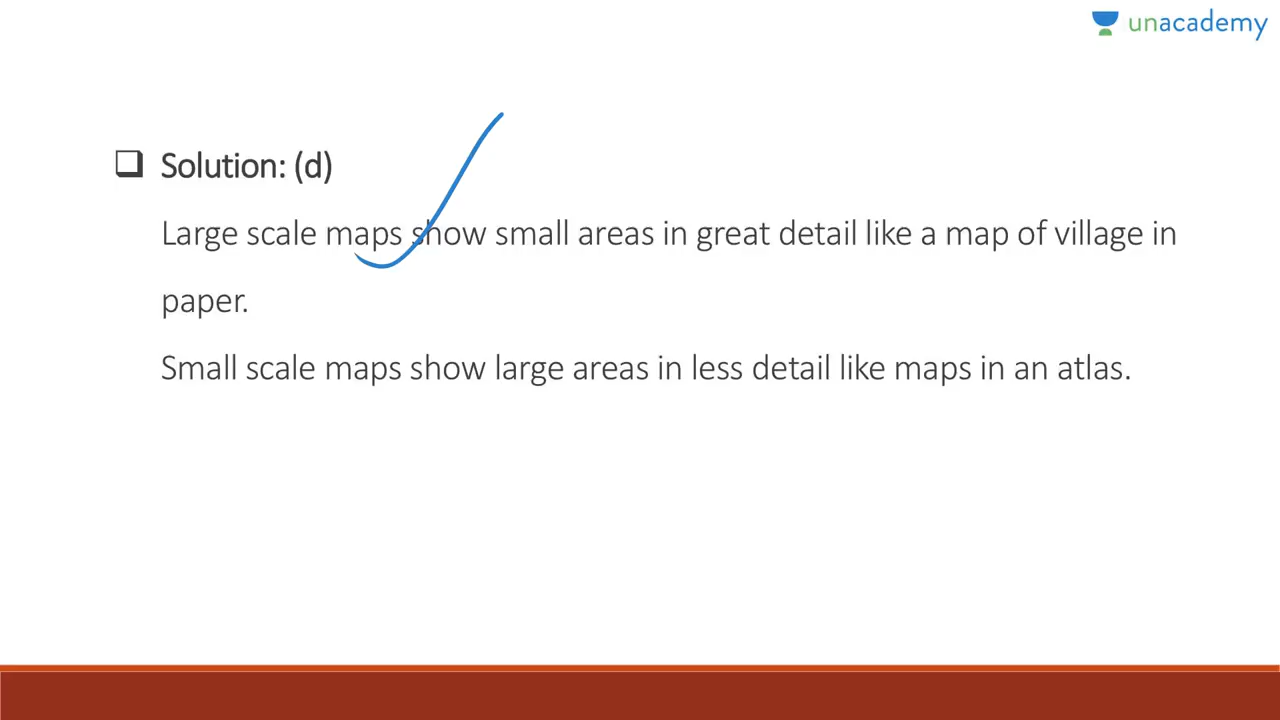 unacademy
Solution: (d)
Large scale maps show small areas in great detail like a map of village in
paper.
Small scale maps show large areas in less detail like maps in an atlas.